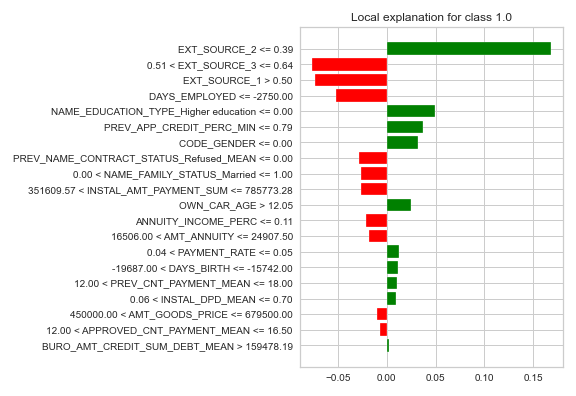 Local explanation for class 1.0
EXT_SOURCE_2 <= 0.39
0.51 < EXT_SOURCE_3 <= 0.64
EXT_SOURCE_1 > 0.50
DAYS_EMPLOYED <= -2750.00
NAME_EDUCATION_TYPE_Higher education <= 0.00
PREV_APP_CREDIT_PERC_MIN <= 0.79
CODE_GENDER <= 0.00
PREV_NAME_CONTRACT_STATUS_Refused_MEAN <= 0.00
0.00 < NAME_FAMILY_STATUS_Married <= 1.00
351609.57 < INSTAL_AMT_PAYMENT_SUM <= 785773.28
OWN_CAR_AGE > 12.05
ANNUITY_INCOME_PERC <= 0.11
16506.00 < AMT_ANNUITY <= 24907.50
0.04 < PAYMENT_RATE <= 0.05
-19687.00 < DAYS_BIRTH <= -15742.00
12.00 < PREV_CNT_PAYMENT_MEAN <= 18.00
0.06 < INSTAL_DPD_MEAN <= 0.70
450000.00 < AMT_GOODS_PRICE <= 679500.00
12.00 < APPROVED_CNT_PAYMENT_MEAN <= 16.50
BURO_AMT_CREDIT_SUM_DEBT_MEAN > 159478.19
−0.05 0.00 0.05 0.10 0.15